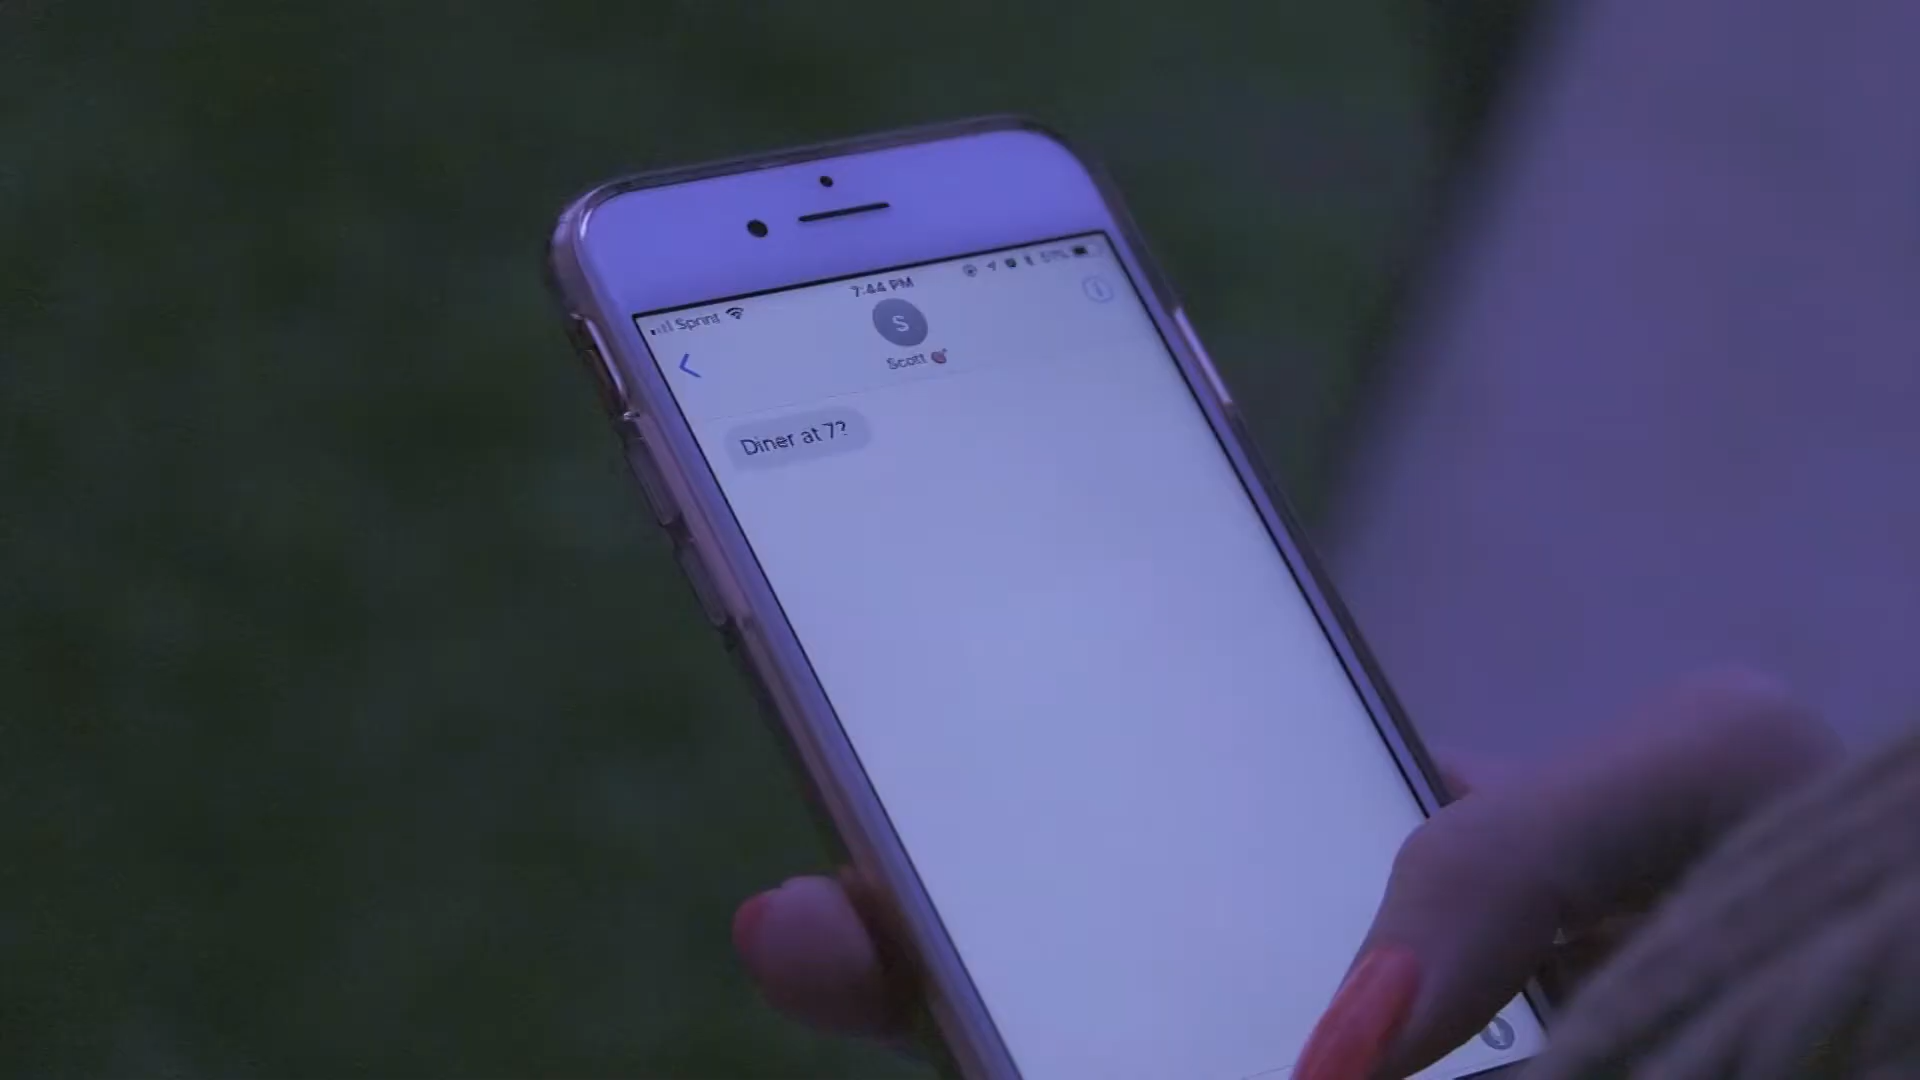 7:44 PM
Sprint
S
Scott
Diner at 7?